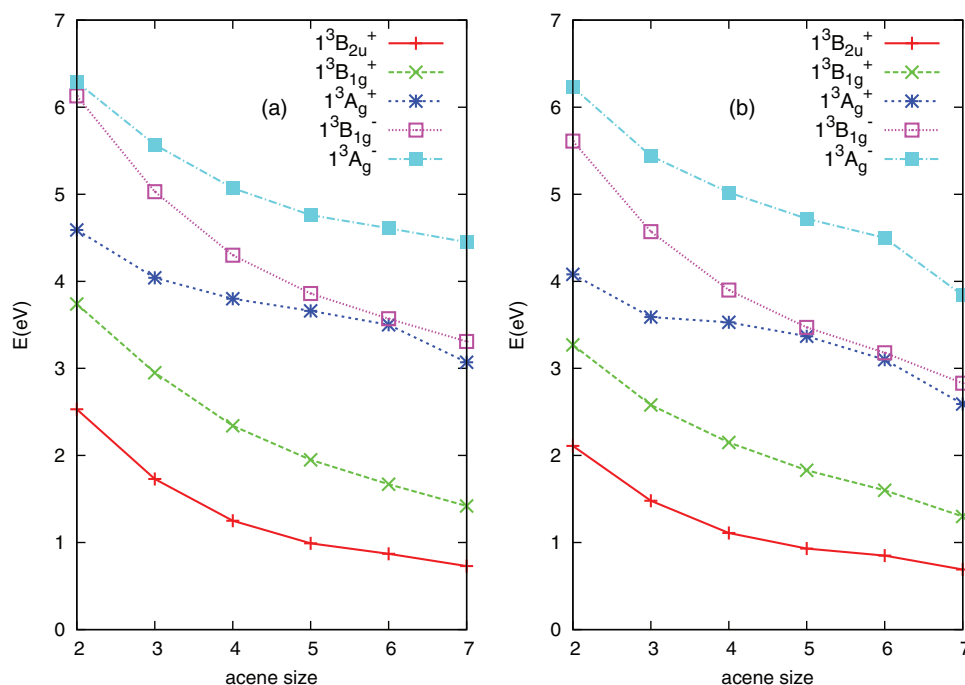 7
6
5
4
3
2
1
0
E(eV)
2 3 4 5 6 7
acene size
(a)
1³B₂ᵤ⁺
1³B₁g⁺
1³Ag⁺
1³B₁g⁻
1³Ag⁻
7
6
5
4
3
2
1
0
E(eV)
2 3 4 5 6 7
acene size
(b)
1³B₂ᵤ⁺
1³B₁g⁺
1³Ag⁺
1³B₁g⁻
1³Ag⁻